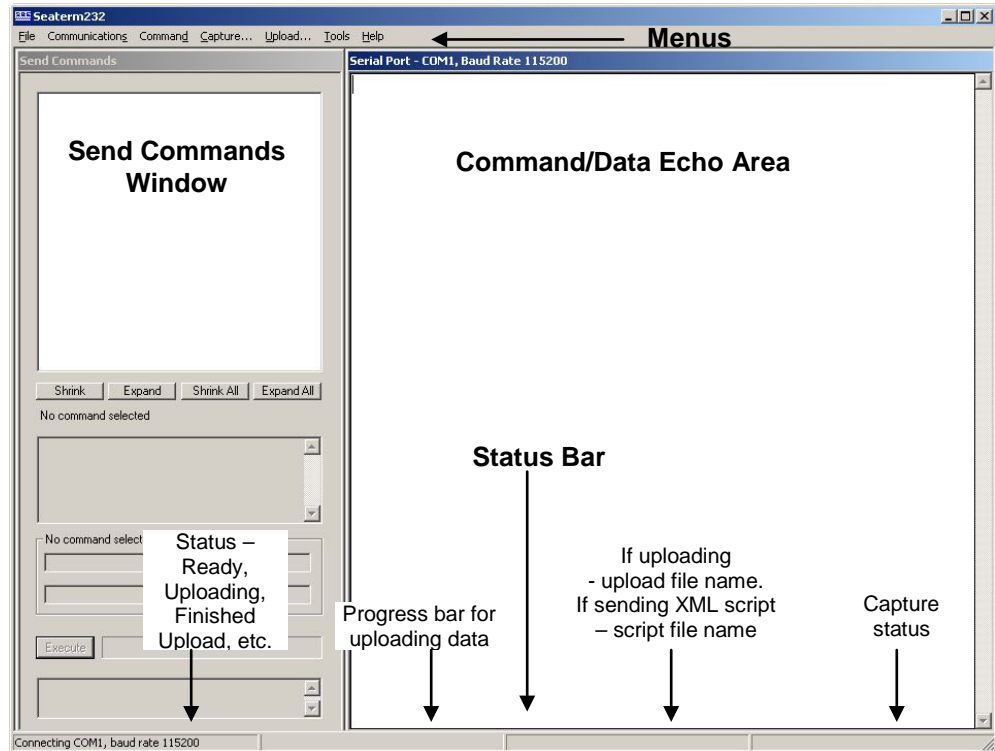 Seaterm232
File Communications Command Capture... Upload... Tools Help
Menus
Send Commands
Serial Port - COM1, Baud Rate 115200
Send Commands
Window
Command/Data Echo Area
Shrink Expand Shrink All Expand All
No command selected
Status Bar
No command select
Status –
Ready,
Uploading,
Finished
Upload, etc.
Progress bar for
uploading data
If uploading
- upload file name.
If sending XML script
– script file name
Capture
status
Execute
Connecting COM1, baud rate 115200